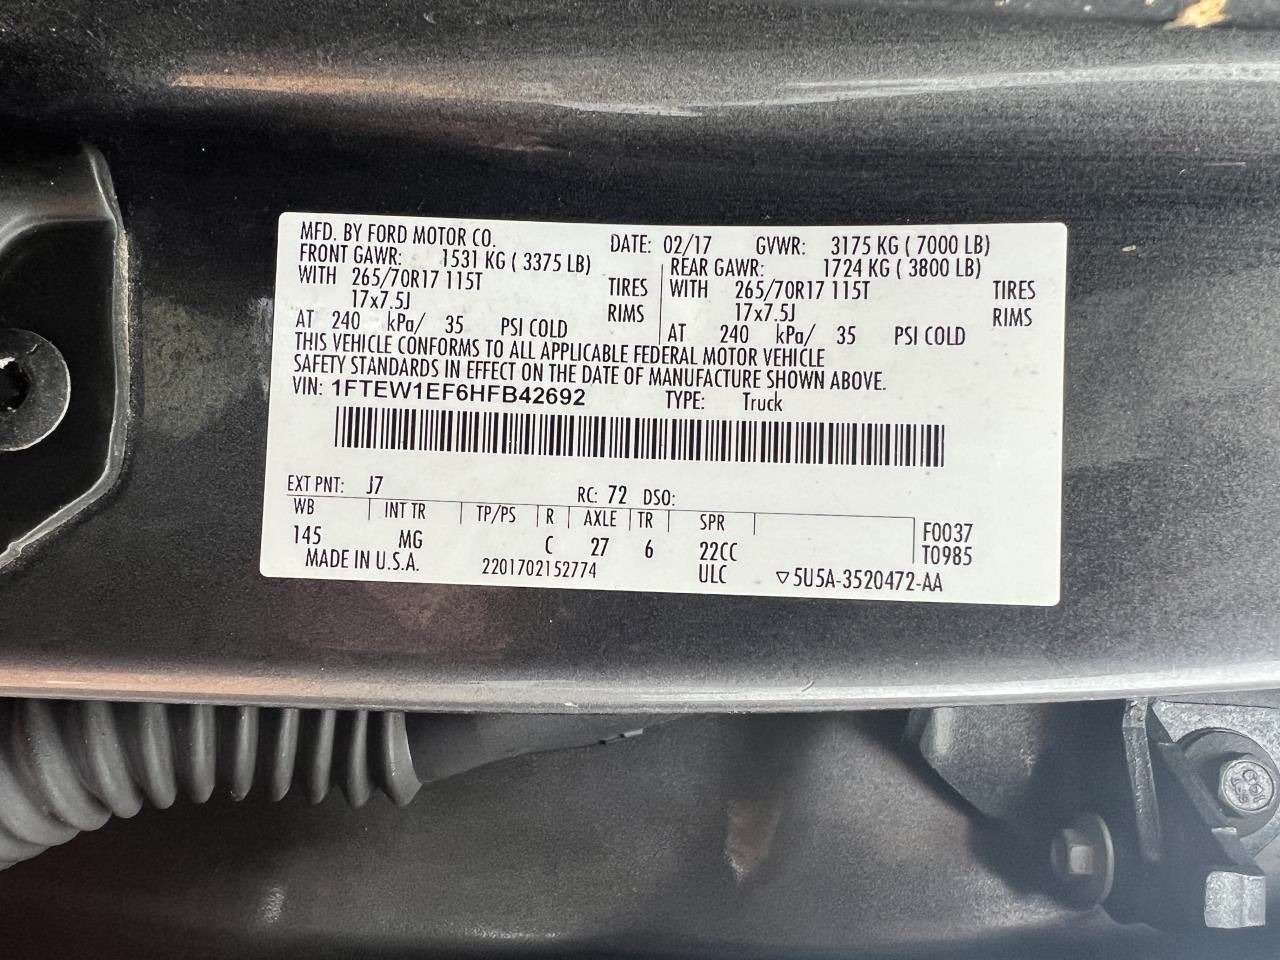 MFD. BY FORD MOTOR CO. DATE: 02/17 GVWR: 3175 KG ( 7000 LB)
FRONT GAWR: 1531 KG ( 3375 LB) REAR GAWR: 1724 KG ( 3800 LB)
WITH 265/70R17 115T TIRES WITH 265/70R17 115T TIRES
17x7.5J RIMS 17x7.5J RIMS
AT 240 kPa/ 35 PSI COLD AT 240 kPa/ 35 PSI COLD
THIS VEHICLE CONFORMS TO ALL APPLICABLE FEDERAL MOTOR VEHICLE
SAFETY STANDARDS IN EFFECT ON THE DATE OF MANUFACTURE SHOWN ABOVE.
VIN: 1FTEW1EF6HFB42692 TYPE: Truck
EXT PNT: J7 RC: 72 DSO:
WB INT TR TP/PS R AXLE TR SPR F0037
145 MG C 27 6 22CC T0985
MADE IN U.S.A. 2201702152774 ULC ▽5U5A-3520472-AA